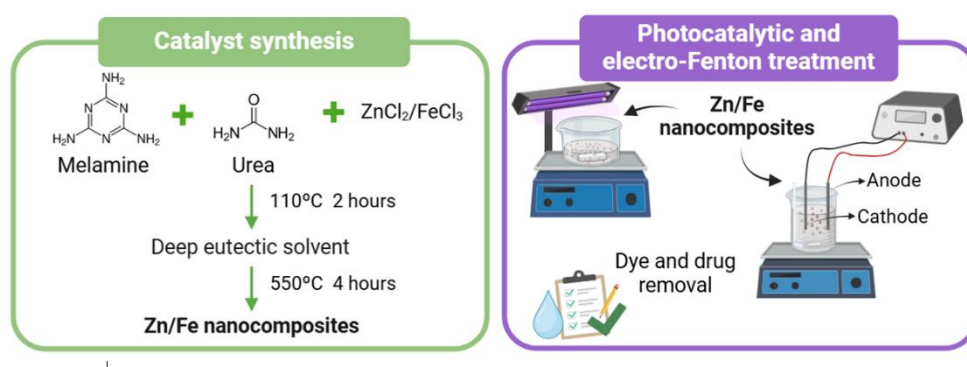 Catalyst synthesis
NH₂
N
N
H₂N
N
NH₂
Melamine
+
O
H₂N
NH₂
Urea
+
ZnCl₂/FeCl₃
110ºC 2 hours
Deep eutectic solvent
550ºC 4 hours
Zn/Fe nanocomposites
Photocatalytic and
electro-Fenton treatment
Zn/Fe
nanocomposites
Anode
Cathode
Dye and drug
removal